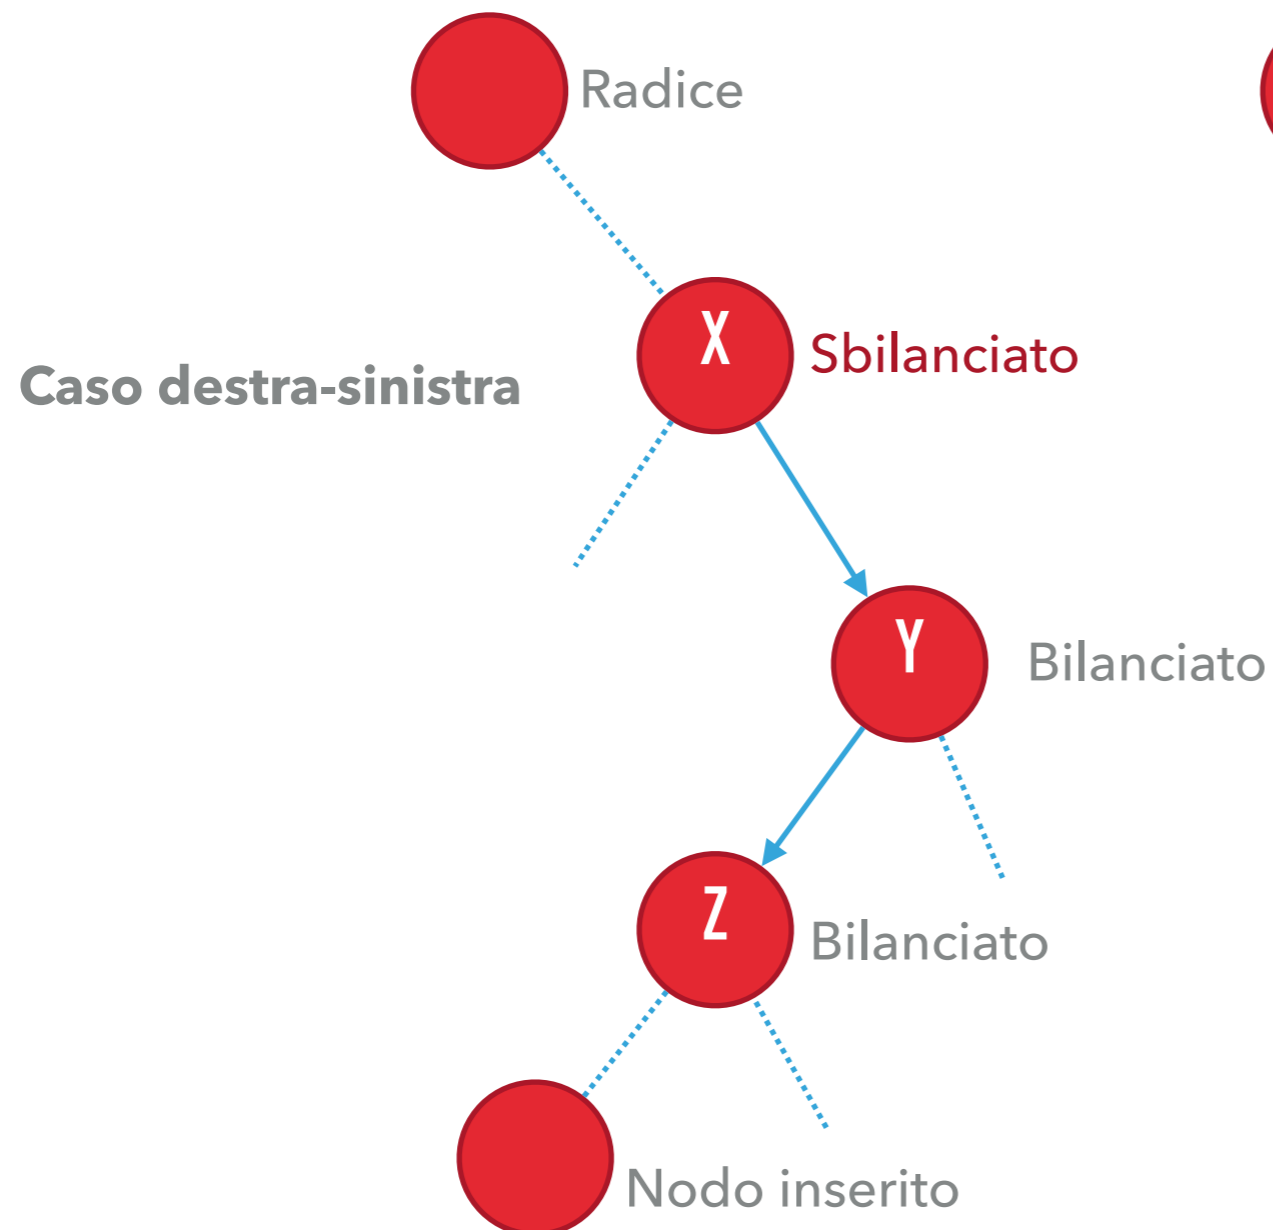 Radice
X
Sbilanciato
Caso destra-sinistra
Y
Bilanciato
Z
Bilanciato
Nodo inserito